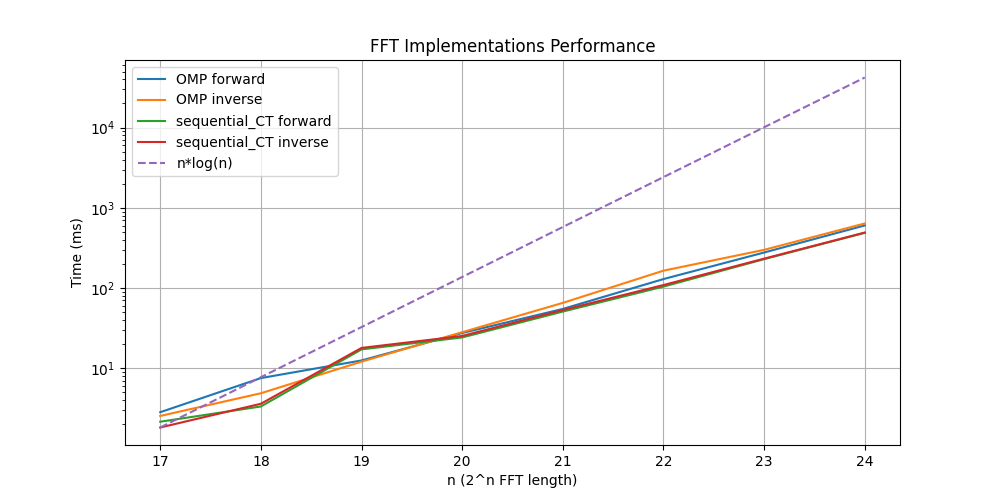 FFT Implementations Performance
OMP forward
OMP inverse
sequential_CT forward
sequential_CT inverse
n*log(n)
Time (ms)
10^4
10^3
10^2
10^1
17 18 19 20 21 22 23 24
n (2^n FFT length)